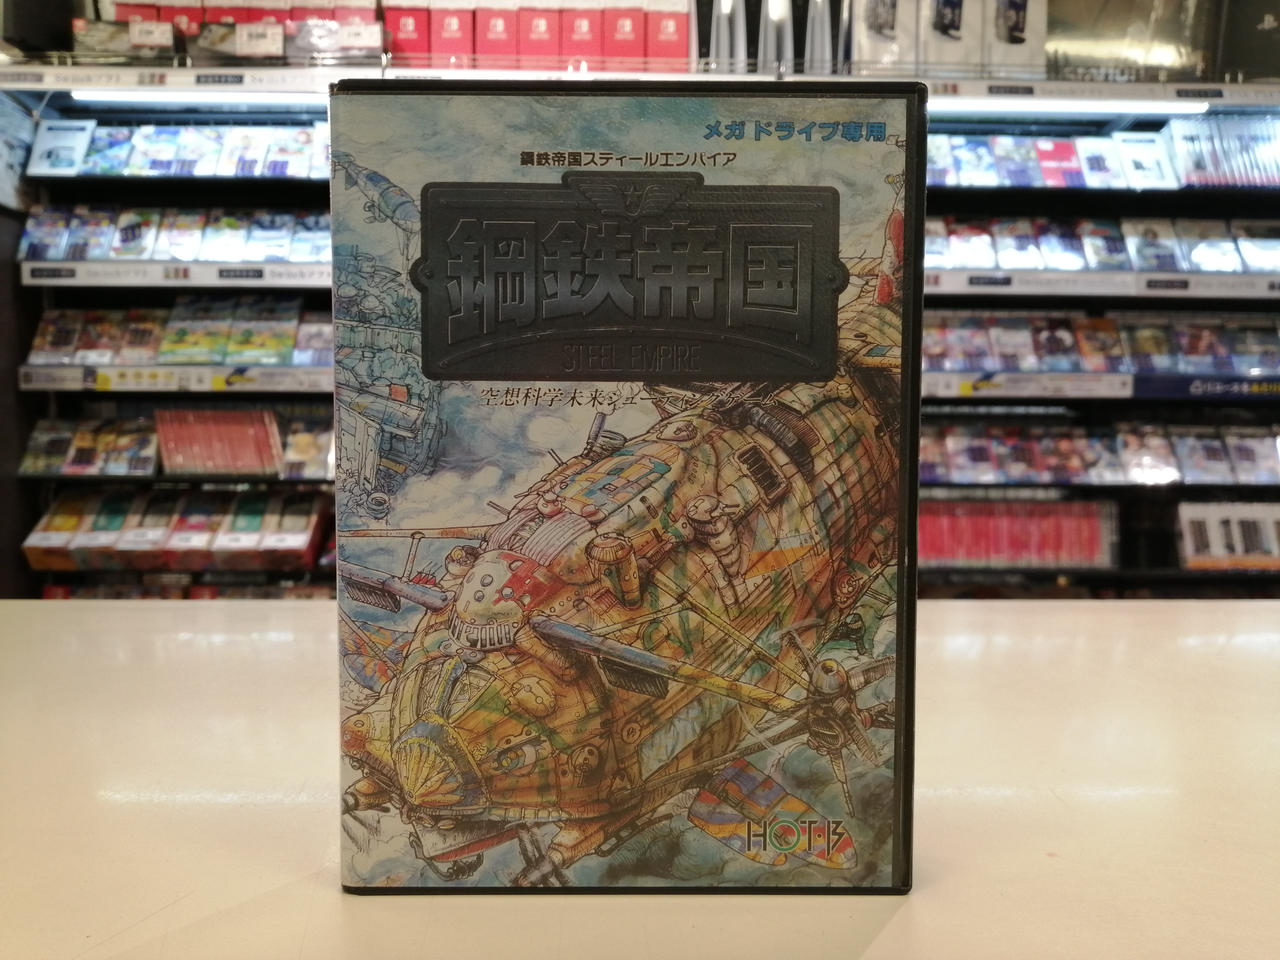 メガドライブ専用
鋼鉄帝国スティールエンパイア
鋼鉄帝国
STEEL EMPIRE
空想科学未来シューティングゲーム
HOT・B